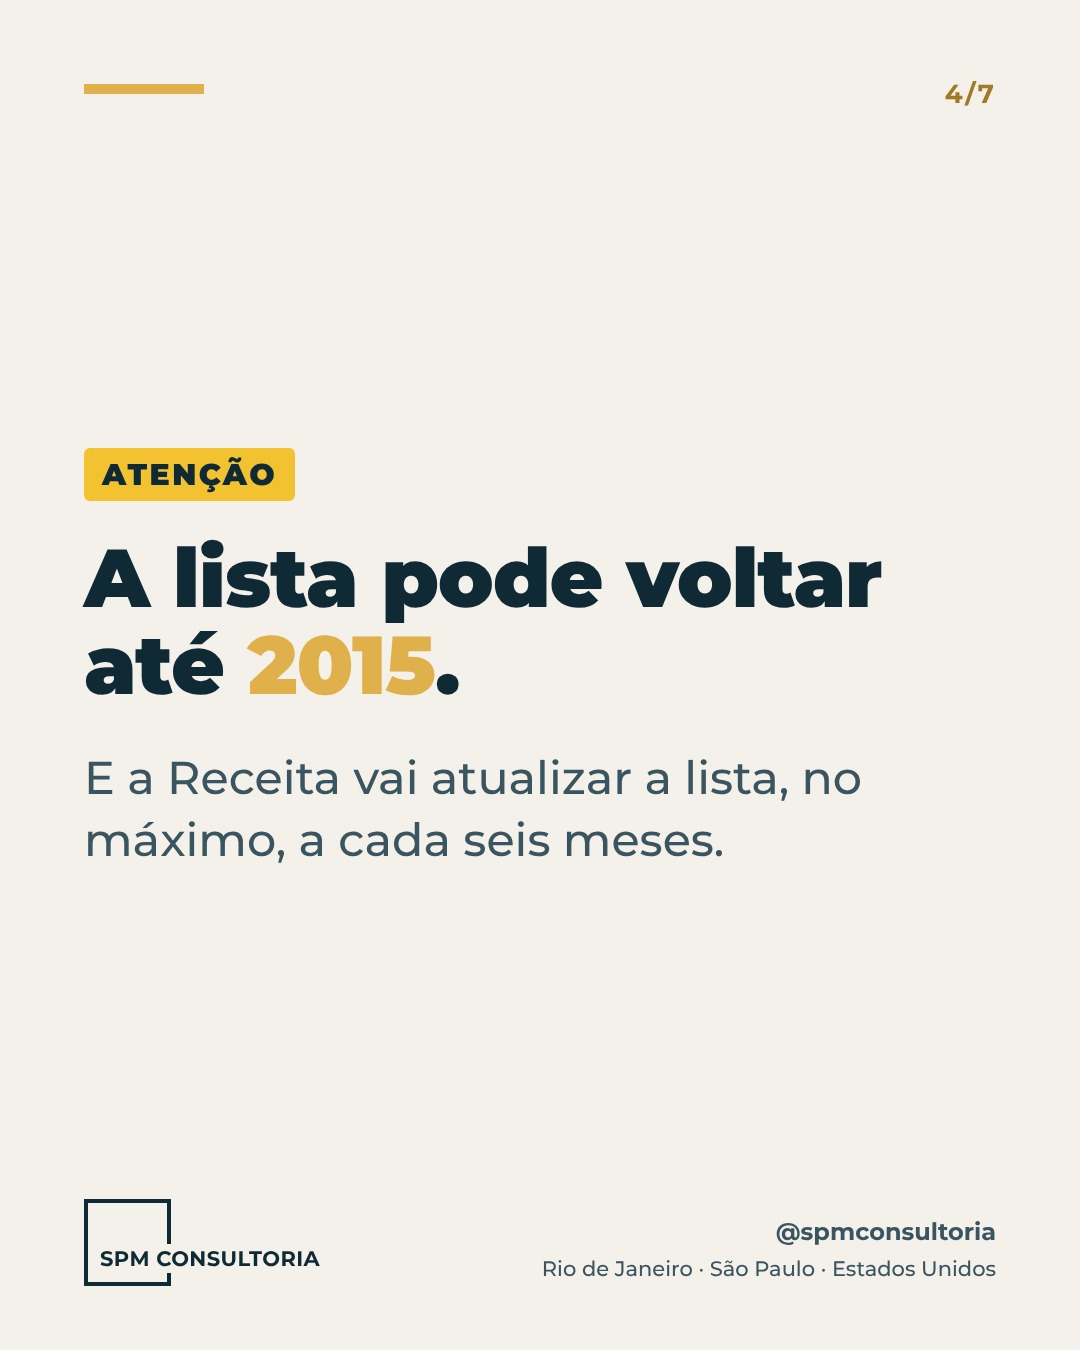 4/7
ATENÇÃO
A lista pode voltar
até 2015.
E a Receita vai atualizar a lista, no
máximo, a cada seis meses.
SPM CONSULTORIA
@spmconsultoria
Rio de Janeiro · São Paulo · Estados Unidos